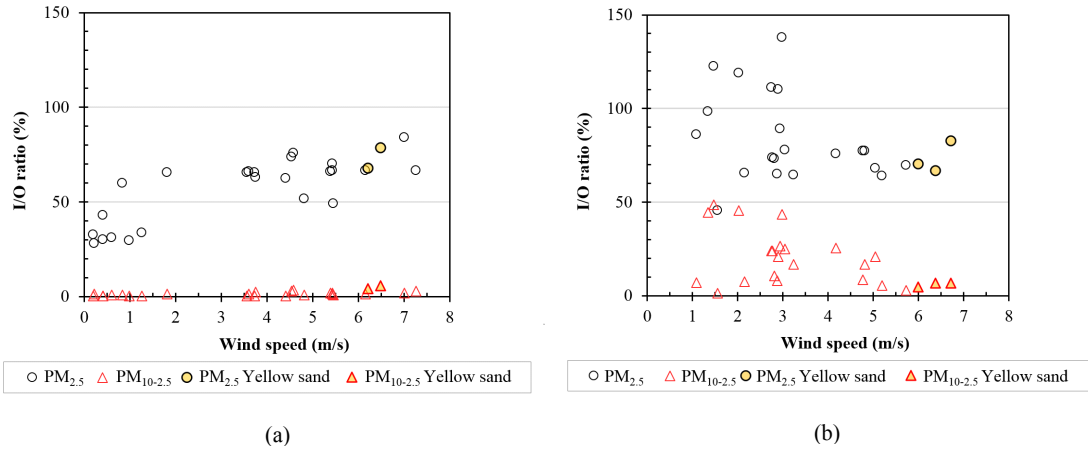 150
100
50
0
I/O ratio (%)
0 1 2 3 4 5 6 7 8
Wind speed (m/s)
PM2.5 PM10-2.5 PM2.5 Yellow sand PM10-2.5 Yellow sand
(a)
150
100
50
0
I/O ratio (%)
0 1 2 3 4 5 6 7 8
Wind speed (m/s)
PM2.5 PM10-2.5 PM2.5 Yellow sand PM10-2.5 Yellow sand
(b)